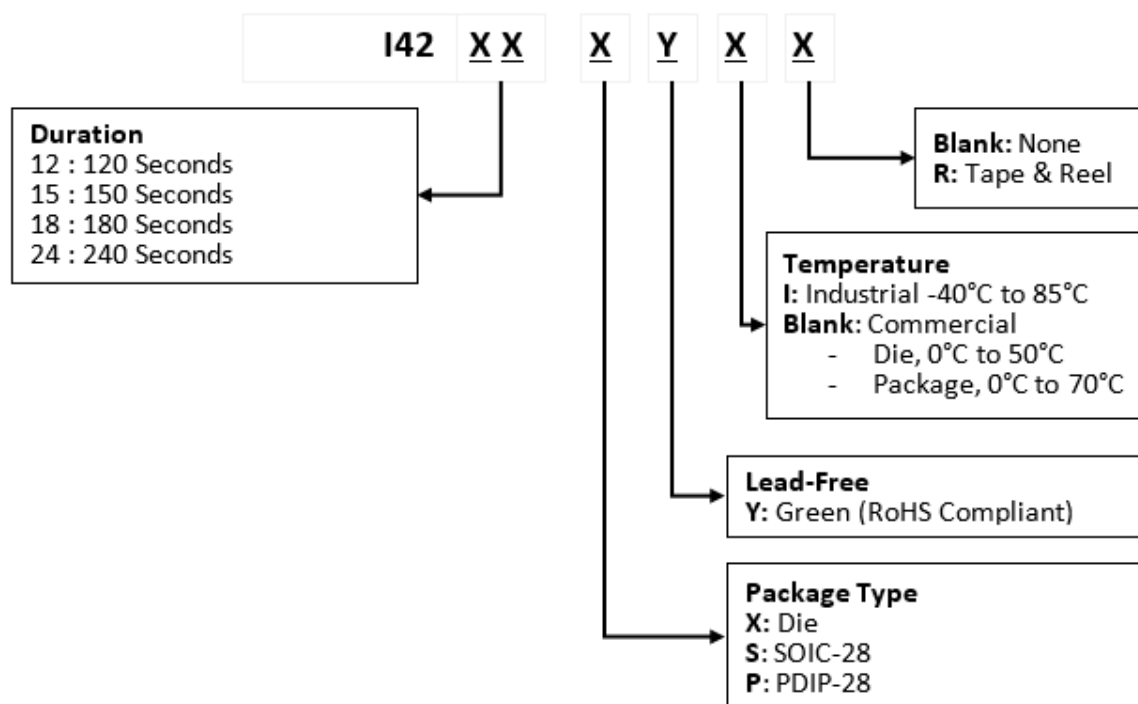 I42 X X X Y X X
Duration
12 : 120 Seconds
15 : 150 Seconds
18 : 180 Seconds
24 : 240 Seconds
Blank: None
R: Tape & Reel
Temperature
I: Industrial -40°C to 85°C
Blank: Commercial
- Die, 0°C to 50°C
- Package, 0°C to 70°C
Lead-Free
Y: Green (RoHS Compliant)
Package Type
X: Die
S: SOIC-28
P: PDIP-28